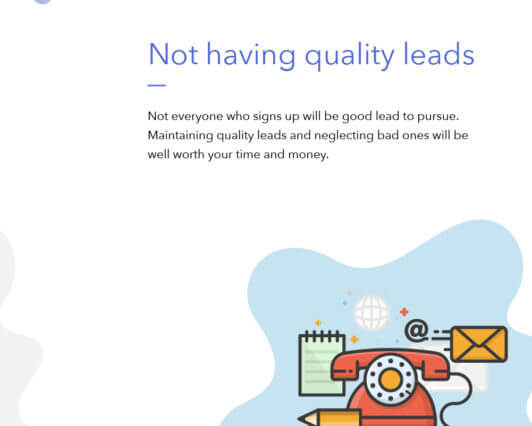 Not having quality leads
Not everyone who signs up will be good lead to pursue.
Maintaining quality leads and neglecting bad ones will be
well worth your time and money.
@